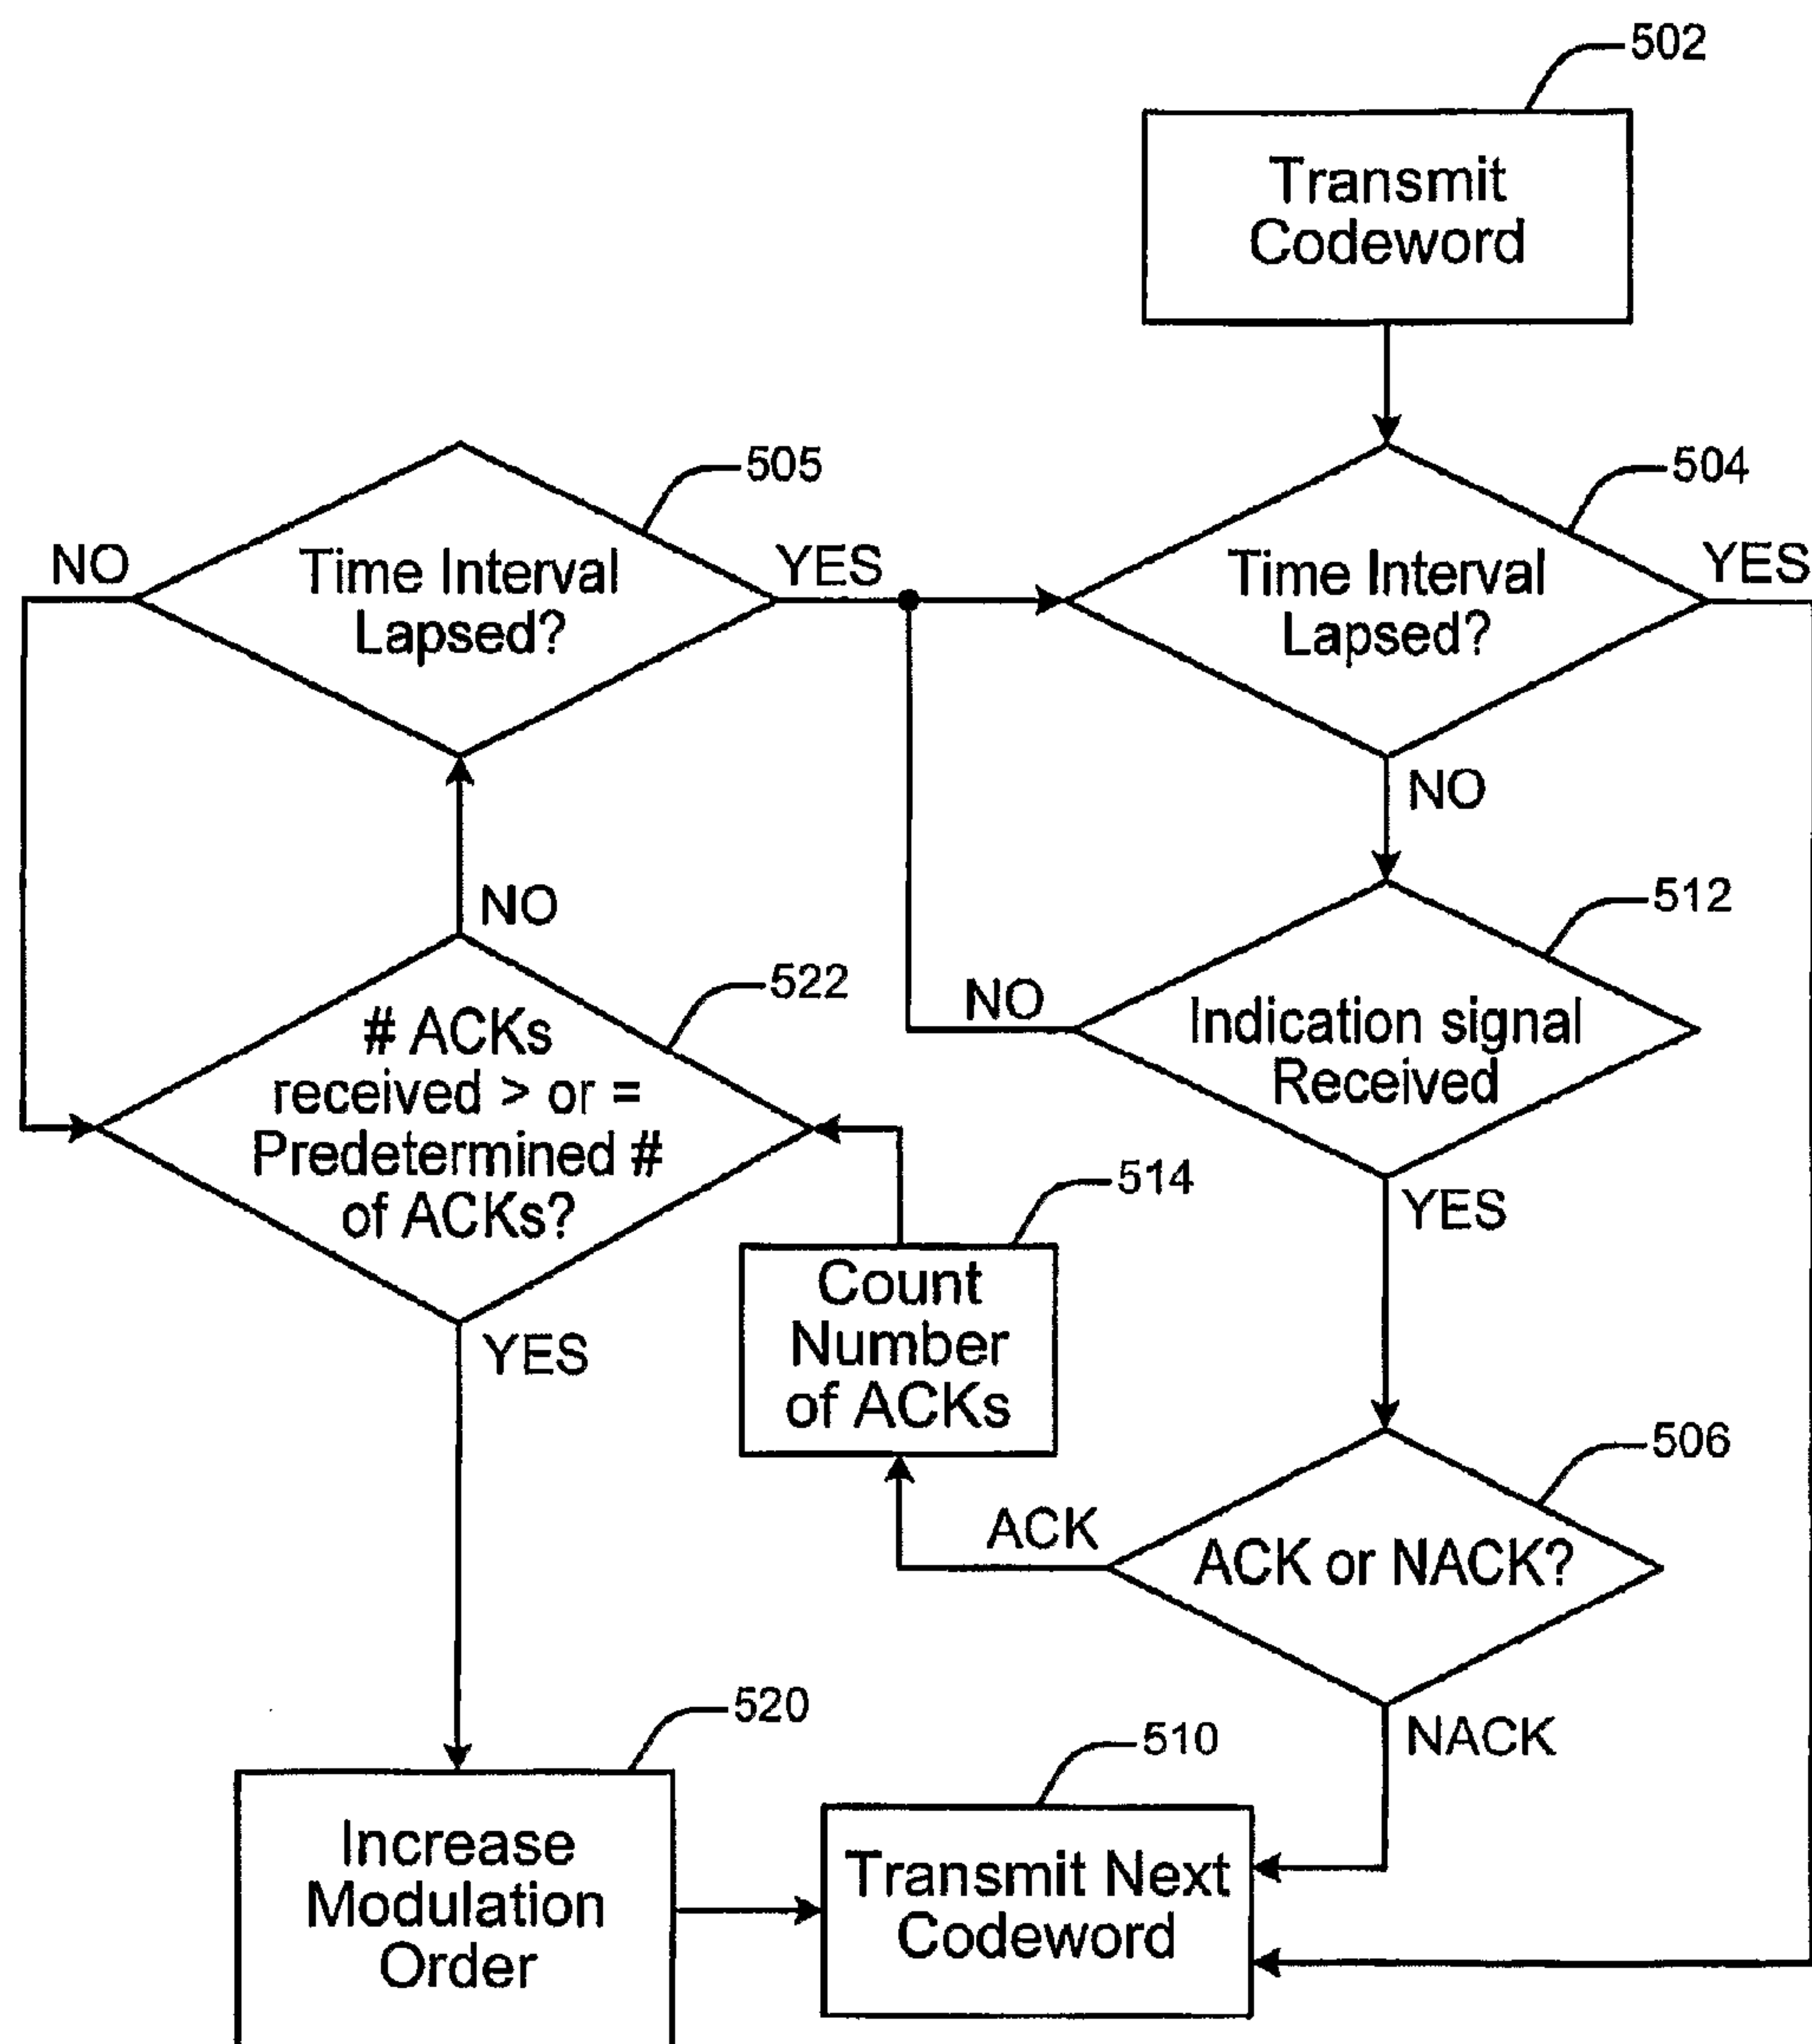 502
Transmit
Codeword
505
504
NO
Time Interval
Lapsed?
YES
Time Interval
Lapsed?
YES
NO
NO
512
522
# ACKs
received > or =
Predetermined #
of ACKs?
NO
Indication signal
Received
514
YES
Count
Number
of ACKs
YES
506
ACK
ACK or NACK?
520
510
NACK
Increase
Modulation
Order
Transmit Next
Codeword